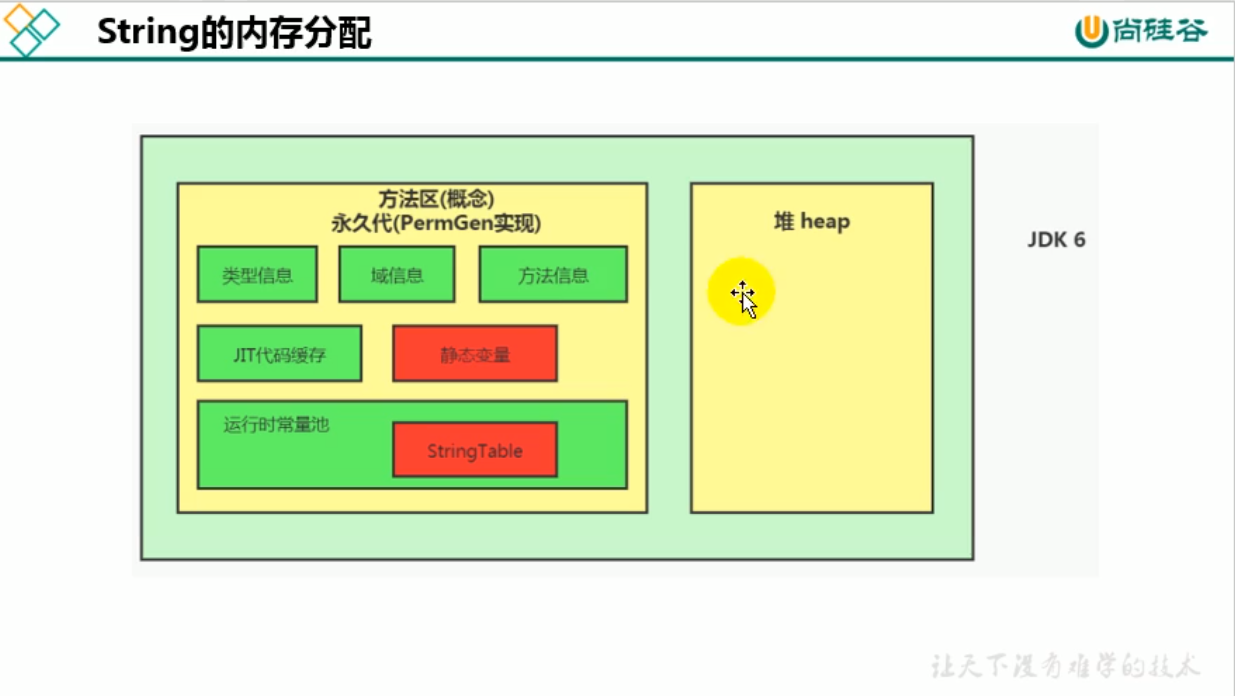 String的内存分配
尚硅谷
方法区(概念)
永久代(PermGen实现)
堆 heap
JDK 6
类型信息
域信息
方法信息
JIT代码缓存
静态变量
运行时常量池
StringTable
让天下没有难学的技术